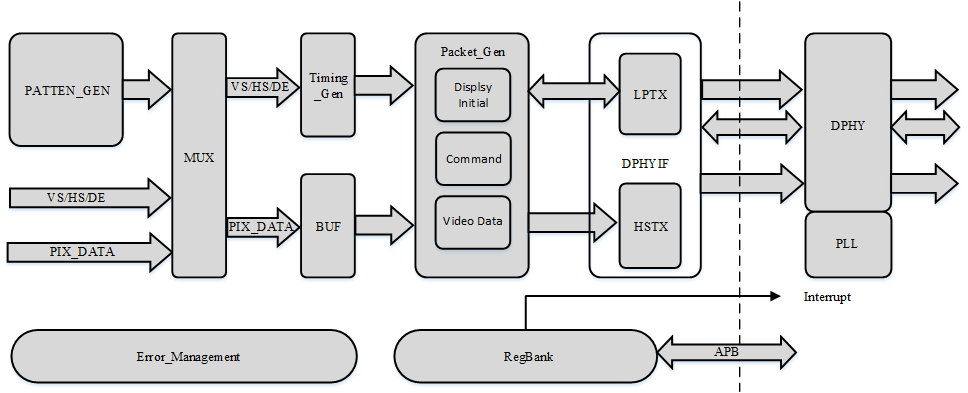 PATTEN_GEN
VS/HS/DE
PIX_DATA
MUX
VS/HS/DE
PIX_DATA
Timing
_Gen
BUF
Packet_Gen
Displsy
Initial
Command
Video Data
LPTX
DPHYIF
HSTX
DPHY
PLL
Interrupt
Error_Management
RegBank
APB